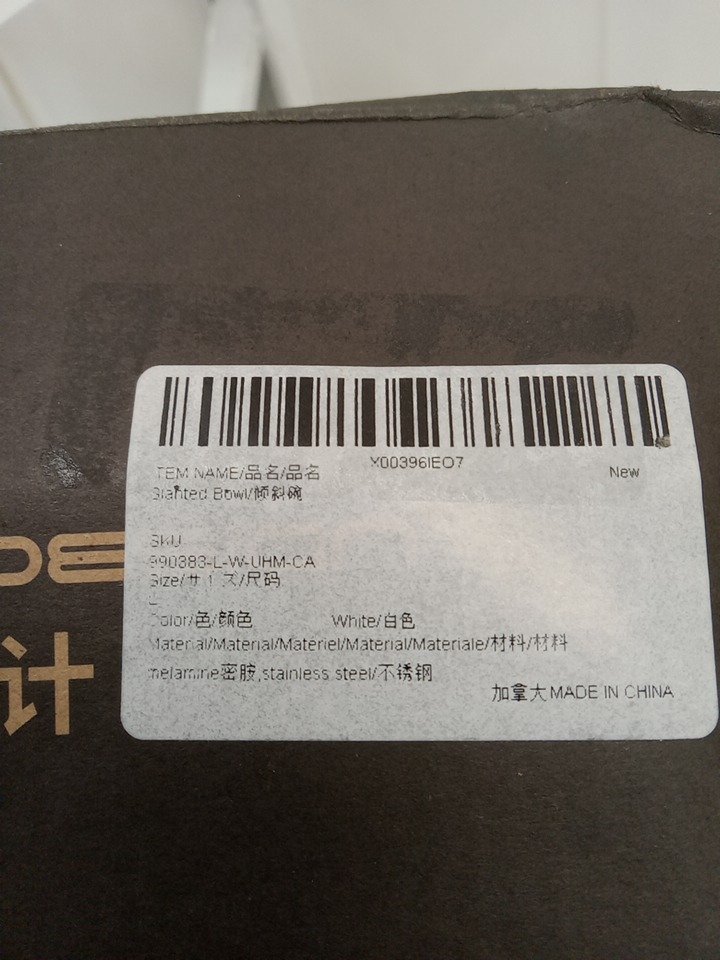 X00396IEO7
ITEM NAME/品名/品名
New
Slanted Bowl/倾斜碗
SKU
990383-L-W-UHM-CA
Size/サイズ/尺码
L
Color/色/颜色 White/白色
Material/Material/Matériel/Material/Materiale/材料/材料
melamine密胺,stainless steel/不锈钢
加拿大MADE IN CHINA
计